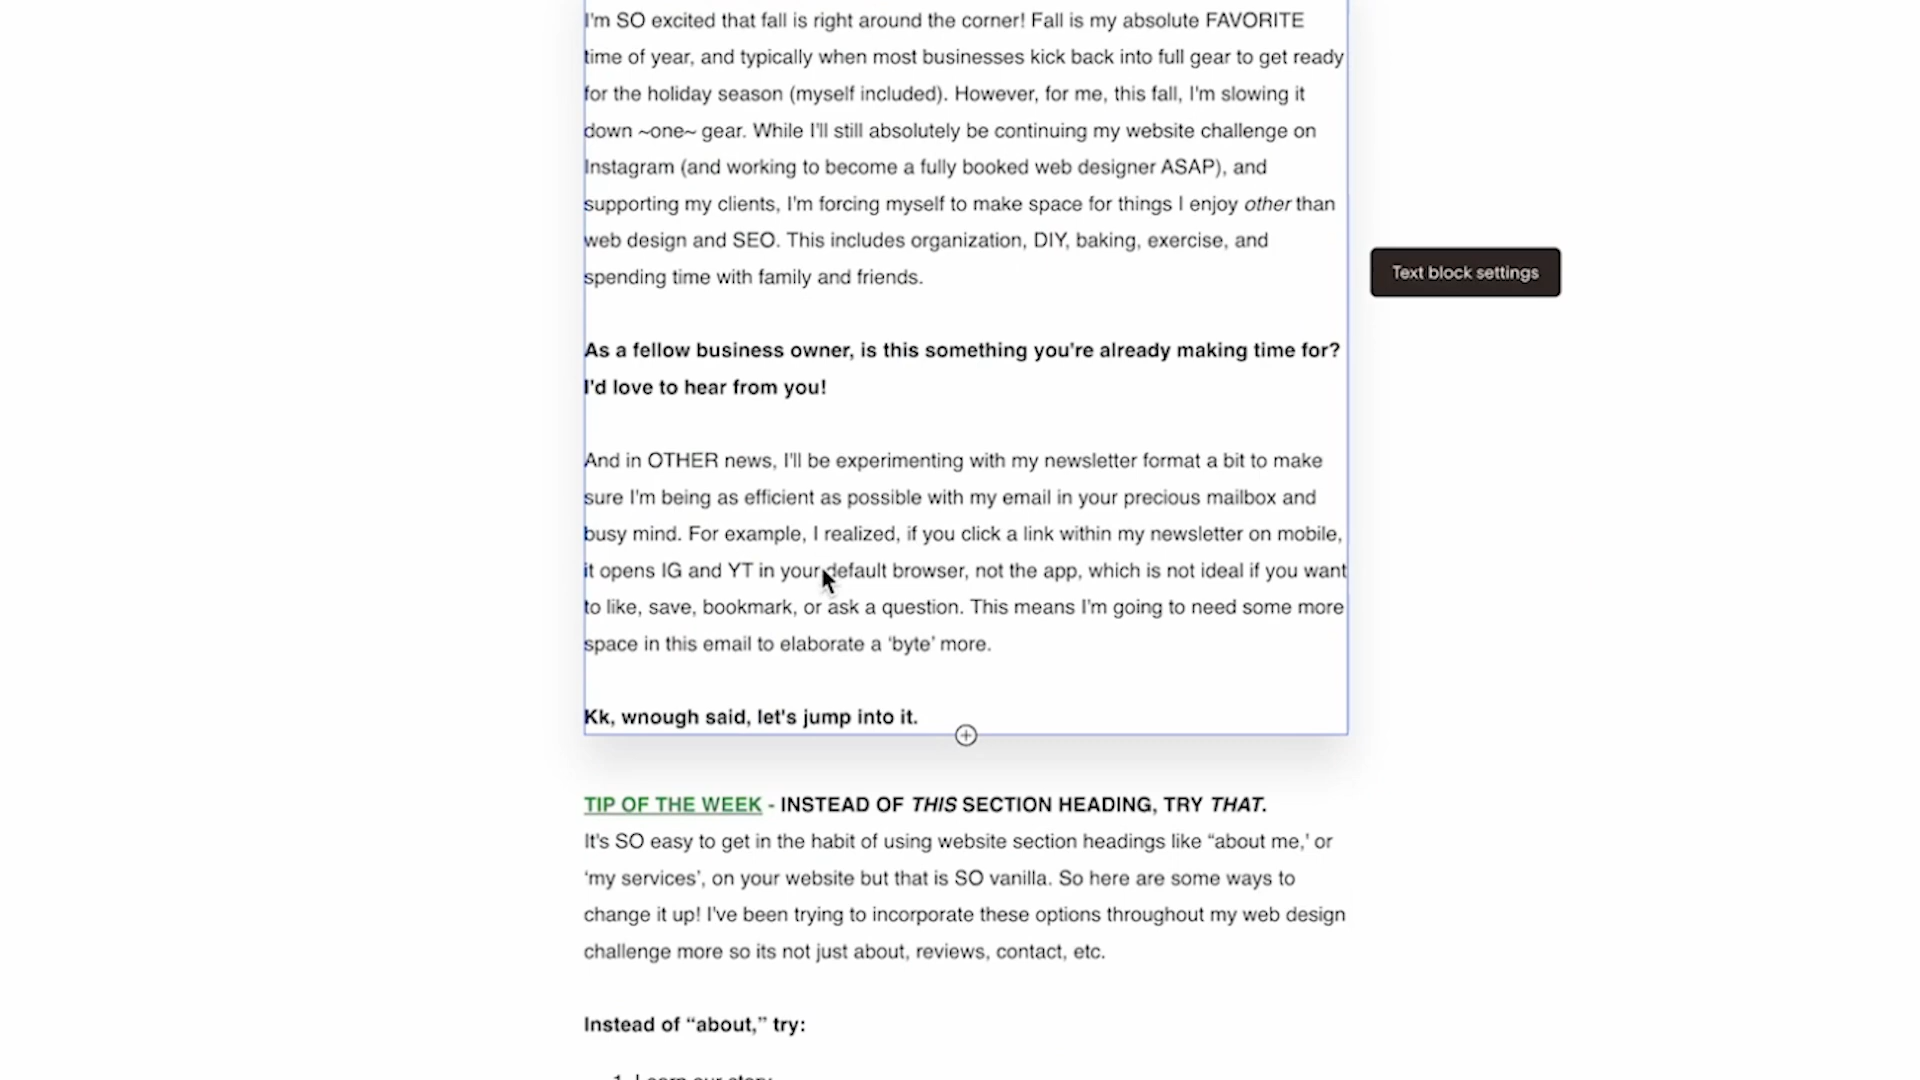 I'm SO excited that fall is right around the corner! Fall is my absolute FAVORITE
time of year, and typically when most businesses kick back into full gear to get ready
for the holiday season (myself included). However, for me, this fall, I'm slowing it
down ~one~ gear. While I'll still absolutely be continuing my website challenge on
Instagram (and working to become a fully booked web designer ASAP), and
supporting my clients, I'm forcing myself to make space for things I enjoy other than
web design and SEO. This includes organization, DIY, baking, exercise, and
spending time with family and friends.
Text block settings
As a fellow business owner, is this something you're already making time for?
I'd love to hear from you!
And in OTHER news, I'll be experimenting with my newsletter format a bit to make
sure I'm being as efficient as possible with my email in your precious mailbox and
busy mind. For example, I realized, if you click a link within my newsletter on mobile,
it opens IG and YT in your default browser, not the app, which is not ideal if you want
to like, save, bookmark, or ask a question. This means I'm going to need some more
space in this email to elaborate a ‘byte’ more.
Kk, wnough said, let's jump into it.
TIP OF THE WEEK - INSTEAD OF THIS SECTION HEADING, TRY THAT.
It's SO easy to get in the habit of using website section headings like “about me,' or
‘my services’, on your website but that is SO vanilla. So here are some ways to
change it up! I've been trying to incorporate these options throughout my web design
challenge more so its not just about, reviews, contact, etc.
Instead of “about,” try:
1. Learn our story